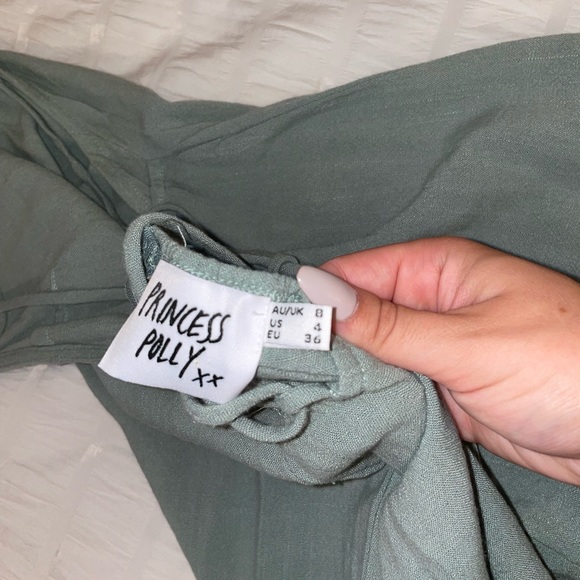 PRINCESS
POLLY
xx
AU/UK 8
US 4
EU 36